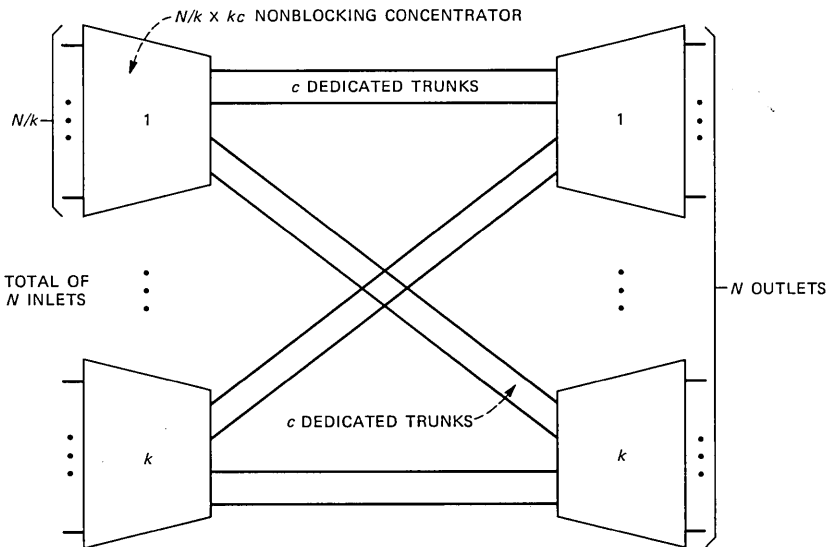 N/k X kc NONBLOCKING CONCENTRATOR
c DEDICATED TRUNKS
N/k
1
1
TOTAL OF
N INLETS
N OUTLETS
c DEDICATED TRUNKS
k
k